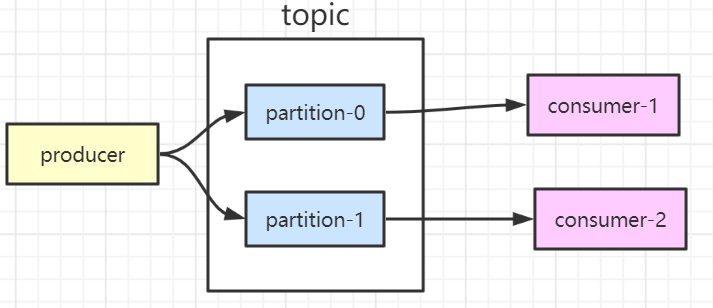 topic
producer
partition-0
partition-1
consumer-1
consumer-2